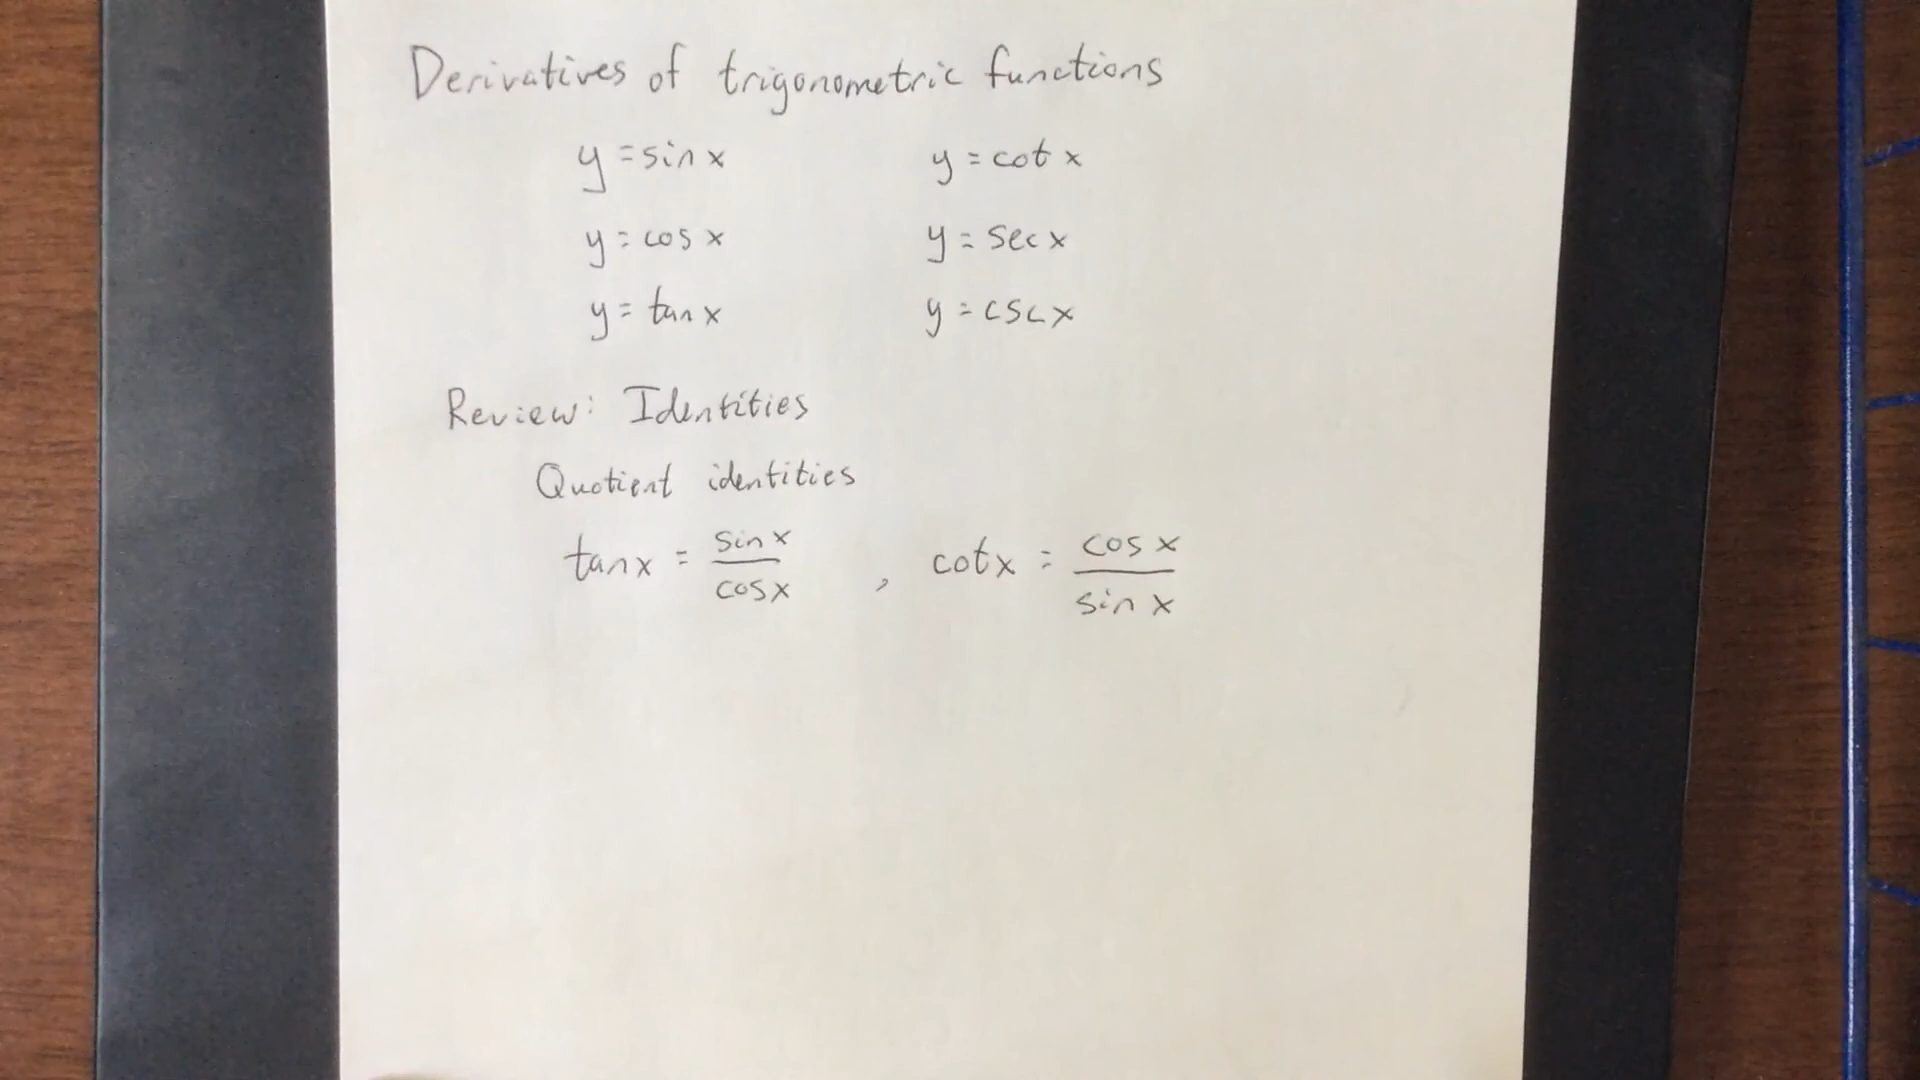 Derivatives of trigonometric functions
y = sin x y = cot x
y = cos x y = sec x
y = tan x y = csc x
Review: Identities
Quotient identities
tan x = sin x / cos x , cot x = cos x / sin x